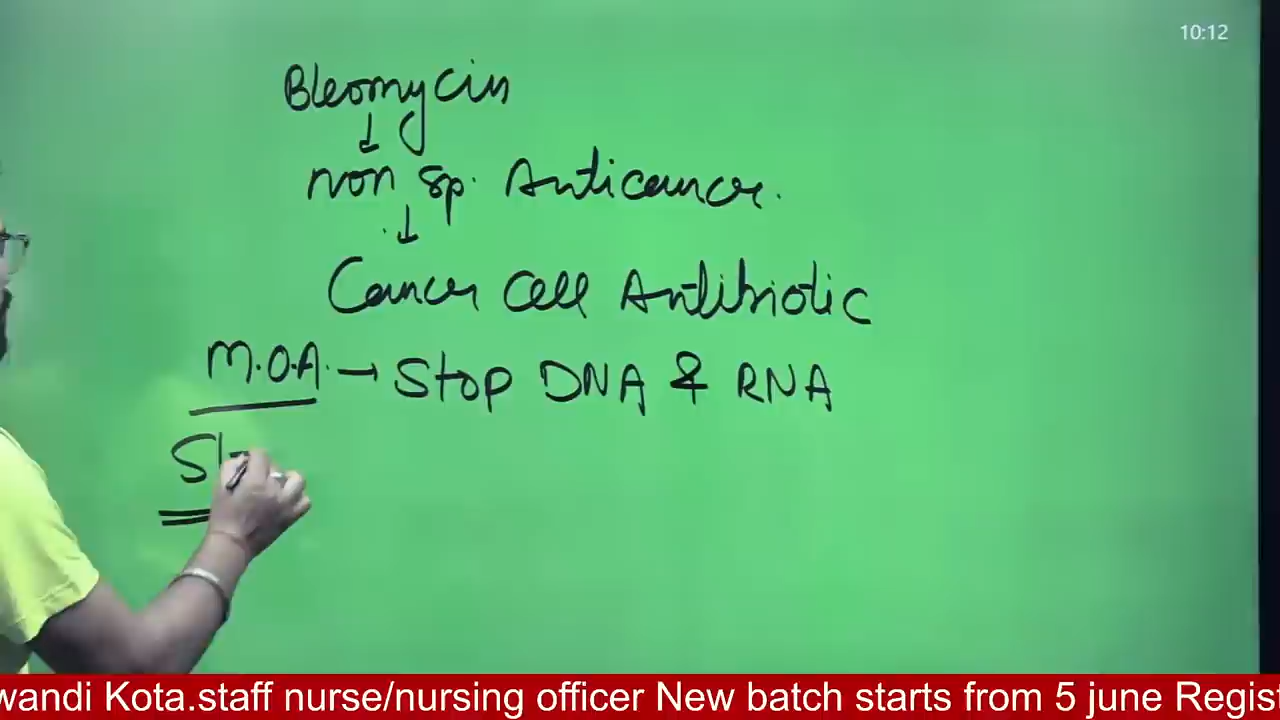 10:12
Bleomycin
↓
non sp. Anticancer.
↓
Cancer Cell Antibiotic
M.O.A. → Stop DNA & RNA
wandi Kota.staff nurse/nursing officer New batch starts from 5 june Regist